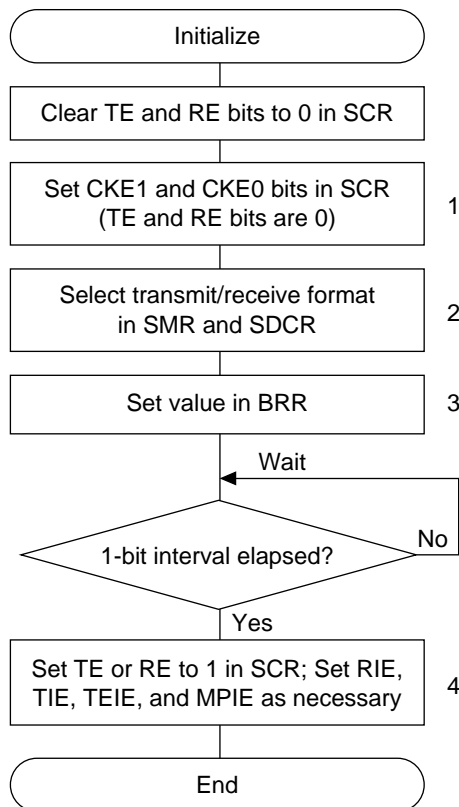 Initialize
Clear TE and RE bits to 0 in SCR
Set CKE1 and CKE0 bits in SCR
(TE and RE bits are 0)
1
Select transmit/receive format
in SMR and SDCR
2
Set value in BRR
3
Wait
1-bit interval elapsed?
No
Yes
Set TE or RE to 1 in SCR; Set RIE,
TIE, TEIE, and MPIE as necessary
4
End